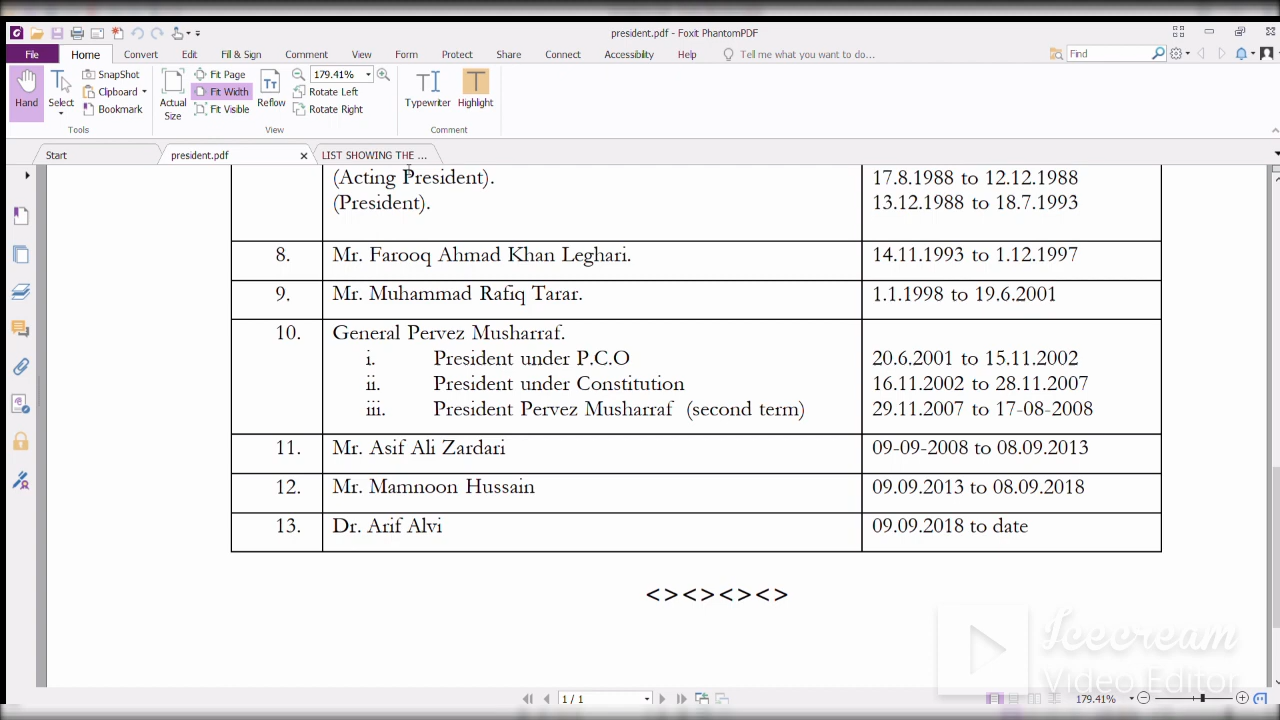 president.pdf - Foxit PhantomPDF
File Home Convert Edit Fill & Sign Comment View Form Protect Share Connect Accessibility Help Tell me what you want to do... Find
Hand
Select
SnapShot
Clipboard
Bookmark
Tools
Actual
Size
Fit Page
Fit Width
Fit Visible
Reflow
179.41%
Rotate Left
Rotate Right
View
Typewriter
Highlight
Comment
Start president.pdf LIST SHOWING THE ...
(Acting President). 17.8.1988 to 12.12.1988
(President). 13.12.1988 to 18.7.1993
8. Mr. Farooq Ahmad Khan Leghari. 14.11.1993 to 1.12.1997
9. Mr. Muhammad Rafiq Tarar. 1.1.1998 to 19.6.2001
10. General Pervez Musharraf.
i. President under P.C.O 20.6.2001 to 15.11.2002
ii. President under Constitution 16.11.2002 to 28.11.2007
iii. President Pervez Musharraf (second term) 29.11.2007 to 17-08-2008
11. Mr. Asif Ali Zardari 09-09-2008 to 08.09.2013
12. Mr. Mamnoon Hussain 09.09.2013 to 08.09.2018
13. Dr. Arif Alvi 09.09.2018 to date
<><><><>
Icecream
Video Editor
1 / 1 179.41%